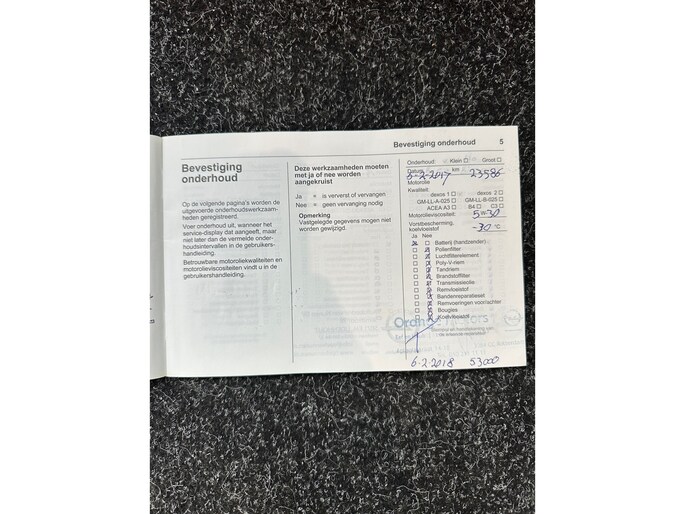 Bevestiging onderhoud 5
Bevestiging
onderhoud
Op de volgende pagina's worden de
uitgevoerde onderhoudswerkzaam-
heden geregistreerd.
Voer onderhoud uit, wanneer het
service-display dat aangeeft, maar
niet later dan de vermelde onder-
houdsintervallen in de gebruikers-
handleiding.
Betrouwbare motoroliekwaliteiten en
motorolieviscositeiten vindt u in de
gebruikershandleiding.
Deze werkzaamheden moeten
met ja of nee worden
aangekruist
Ja = is ververst of vervangen
Nee = geen vervanging nodig
Opmerking
Vastgelegde gegevens mogen niet
worden gewijzigd.
Onderhoud: Klein Groot
-2-2017 km 23586
Motorolie
Kwaliteit:
dexos 1 dexos 2
GM-LL-A-025 GM-LL-B-025
ACEA A3 B4 C3
Motorolieviscositeit: 5W-30
Vorstbescherming,
koelvloeistof -30 °C
Ja Nee
Batterij (handzender)
Pollenfilter
Luchtfilterelement
Poly-V-riem
Tandriem
Brandstoffilter
Transmissieolie
Remvloeistof
Bandenreparatieset
Remvoeringen voor/achter
Bougies
Koelvloeistof
6-2-2018 53000